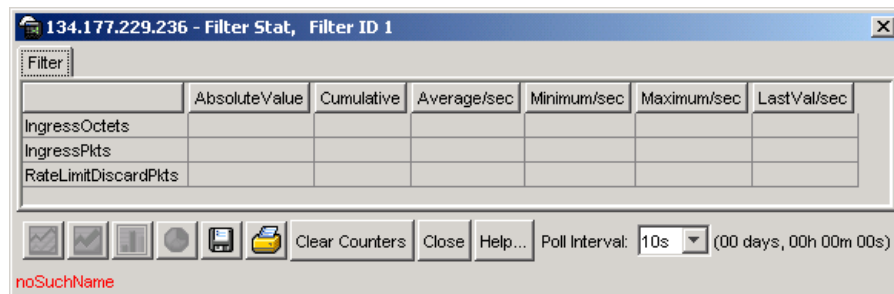 134.177.229.236 - Filter Stat, Filter ID 1
Filter
AbsoluteValue Cumulative Average/sec Minimum/sec Maximum/sec LastVal/sec
IngressOctets
IngressPkts
RateLimitDiscardPkts
Clear Counters Close Help... Poll Interval: 10s (00 days, 00h 00m 00s)
noSuchName